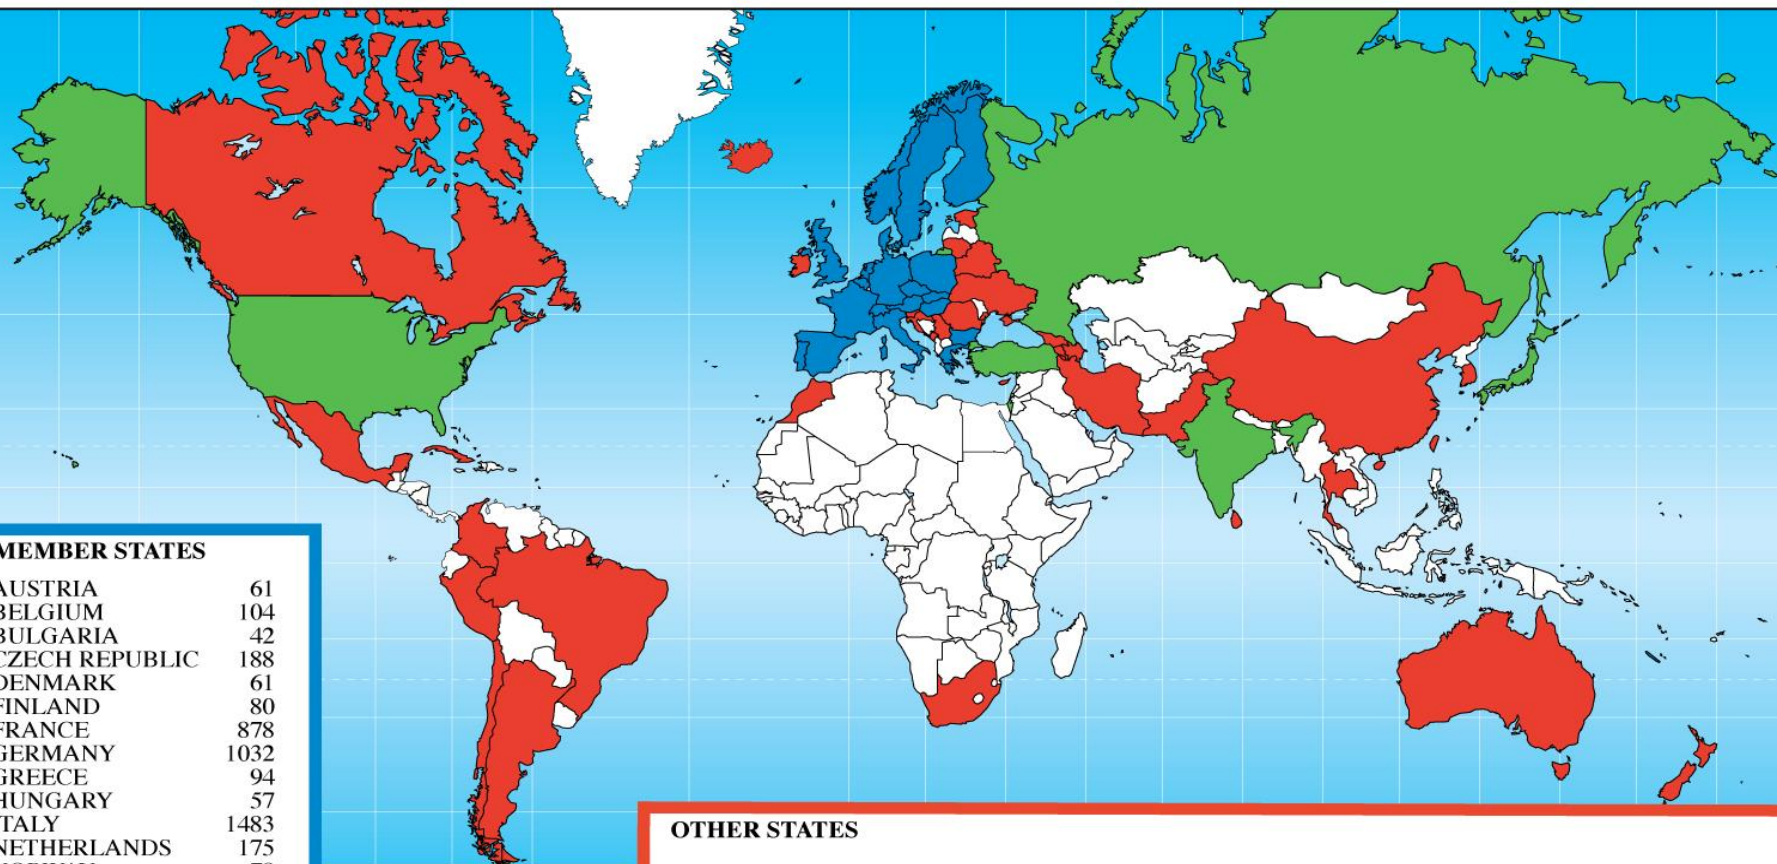 MEMBER STATES
AUSTRIA 61
BELGIUM 104
BULGARIA 42
CZECH REPUBLIC 188
DENMARK 61
FINLAND 80
FRANCE 878
GERMANY 1032
GREECE 94
HUNGARY 57
ITALY 1483
NETHERLANDS 175
OTHER STATES